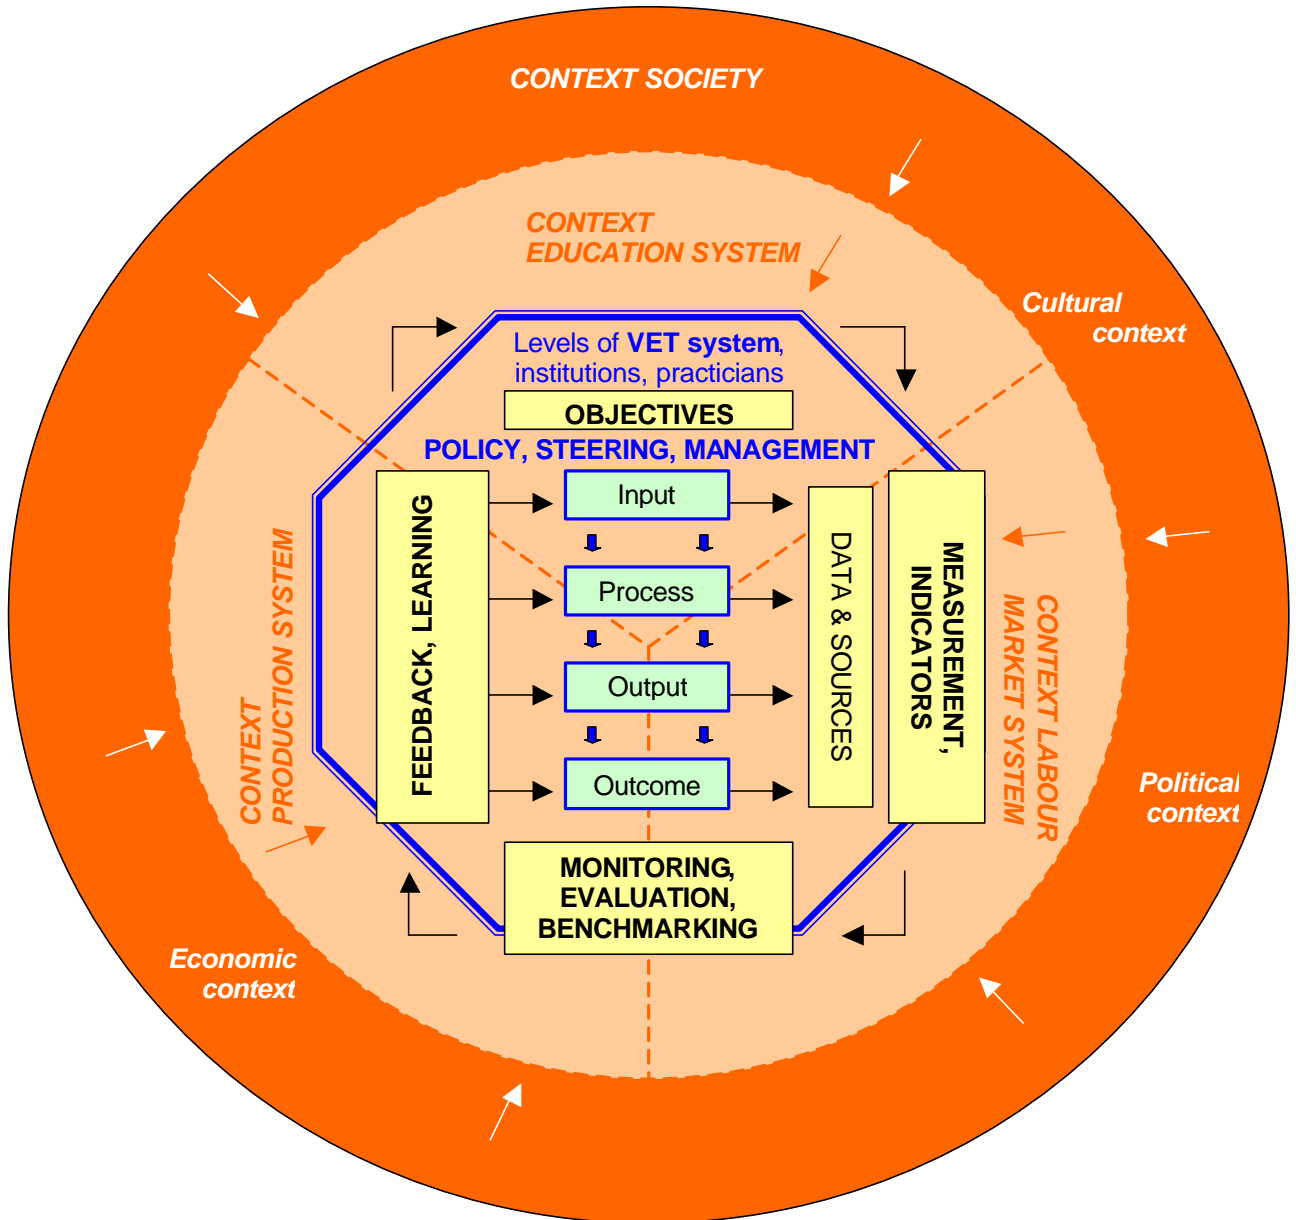 CONTEXT SOCIETY
CONTEXT
EDUCATION SYSTEM
Cultural
context
Levels of VET system,
institutions, practicians
OBJECTIVES
POLICY, STEERING, MANAGEMENT
FEEDBACK, LEARNING
Input
Process
Output
Outcome
DATA & SOURCES
MEASUREMENT,
INDICATORS
CONTEXT
PRODUCTION SYSTEM
CONTEXT LABOUR
MARKET SYSTEM
Political
context
MONITORING,
EVALUATION,
BENCHMARKING
Economic
context